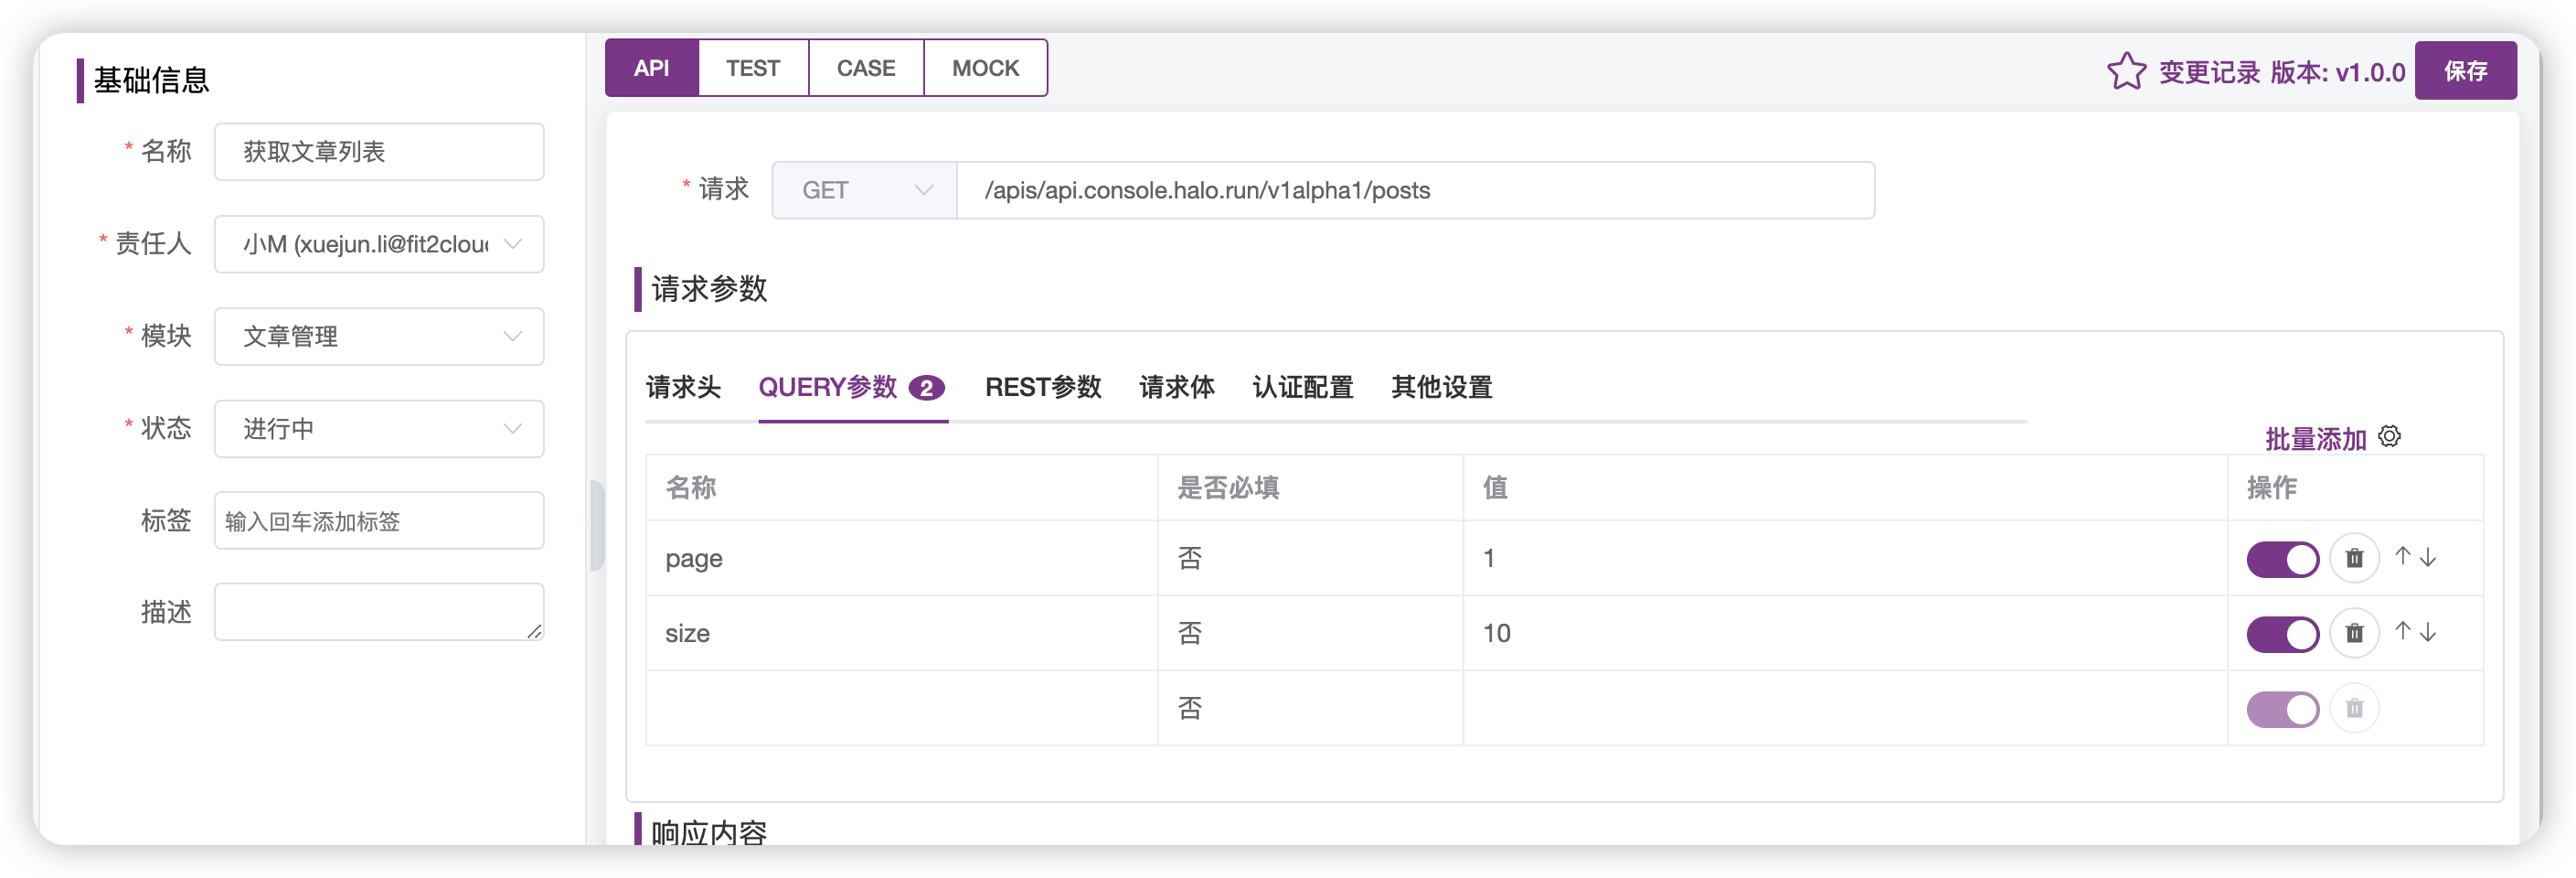 基础信息
* 名称 获取文章列表
* 责任人 小M (xuejun.li@fit2clou
* 模块 文章管理
* 状态 进行中
标签 输入回车添加标签
描述
API TEST CASE MOCK
变更记录 版本: v1.0.0 保存
* 请求 GET /apis/api.console.halo.run/v1alpha1/posts
请求参数
请求头 QUERY参数 2 REST参数 请求体 认证配置 其他设置
批量添加
名称 是否必填 值 操作
page 否 1
size 否 10
否
响应内容